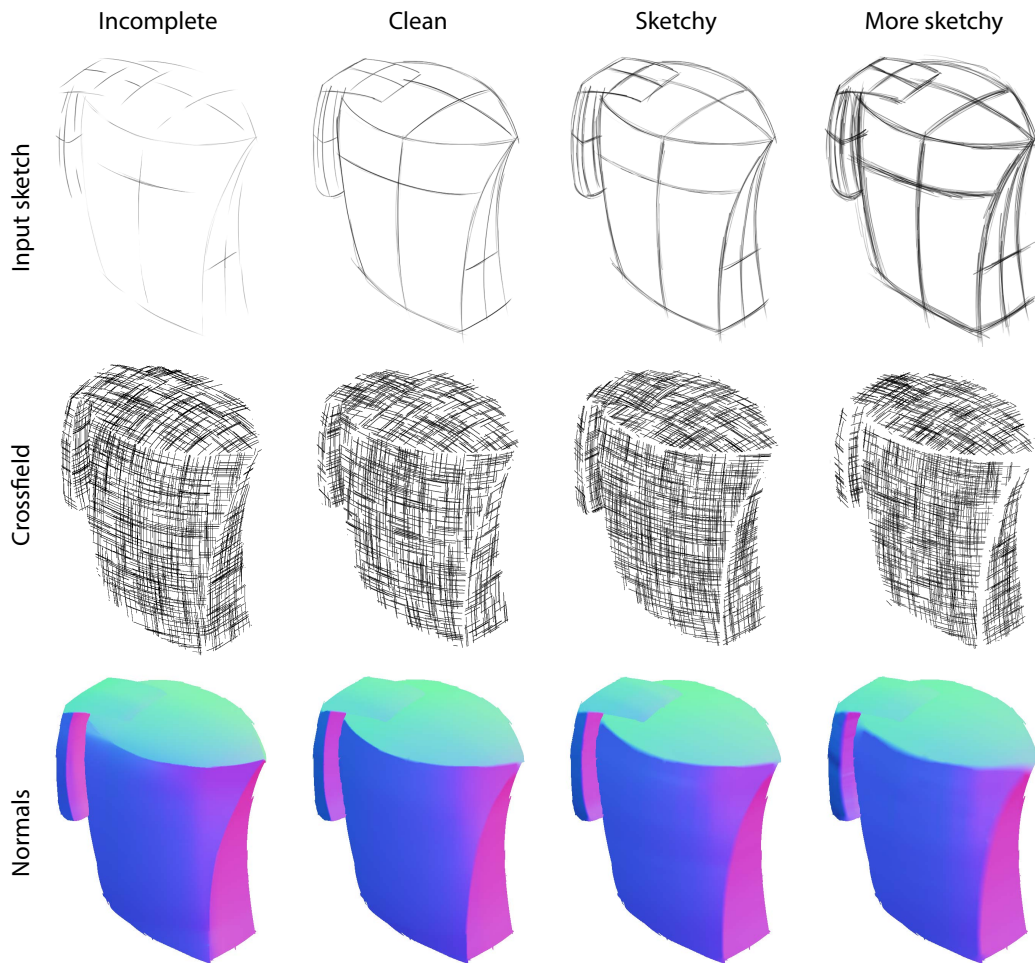 Incomplete
Clean
Sketchy
More sketchy
Input sketch
Crossfield
Normals